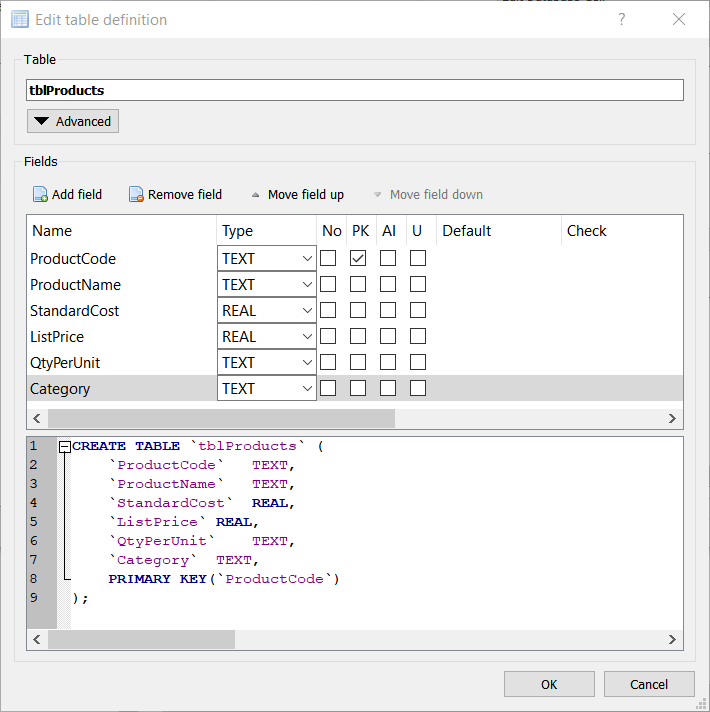 Edit table definition ?
Table
tblProducts
Advanced
Fields
Add field Remove field Move field up Move field down
Name Type No PK AI U Default Check
ProductCode TEXT
ProductName TEXT
StandardCost REAL
ListPrice REAL
QtyPerUnit TEXT
Category TEXT
1 CREATE TABLE `tblProducts` (
2 `ProductCode` TEXT,
3 `ProductName` TEXT,
4 `StandardCost` REAL,
5 `ListPrice` REAL,
6 `QtyPerUnit` TEXT,
7 `Category` TEXT,
8 PRIMARY KEY(`ProductCode`)
9 );
OK Cancel